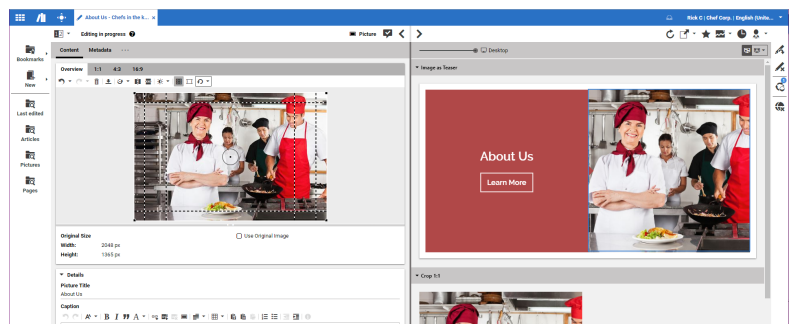 About Us - Chefs in the b... ×
Rick C | Chef Corp. | English (Unite...
Editing in progress
Picture
Bookmarks
New
Last edited
Articles
Pictures
Pages
Content Metadata ...
Overview 1:1 4:3 16:9
Original Size
Width: 2048 px
Height: 1365 px
Use Original Image
Details
Picture Title
About Us
Caption
B I A
Desktop
Image as Teaser
About Us
Learn More
Crop 1:1